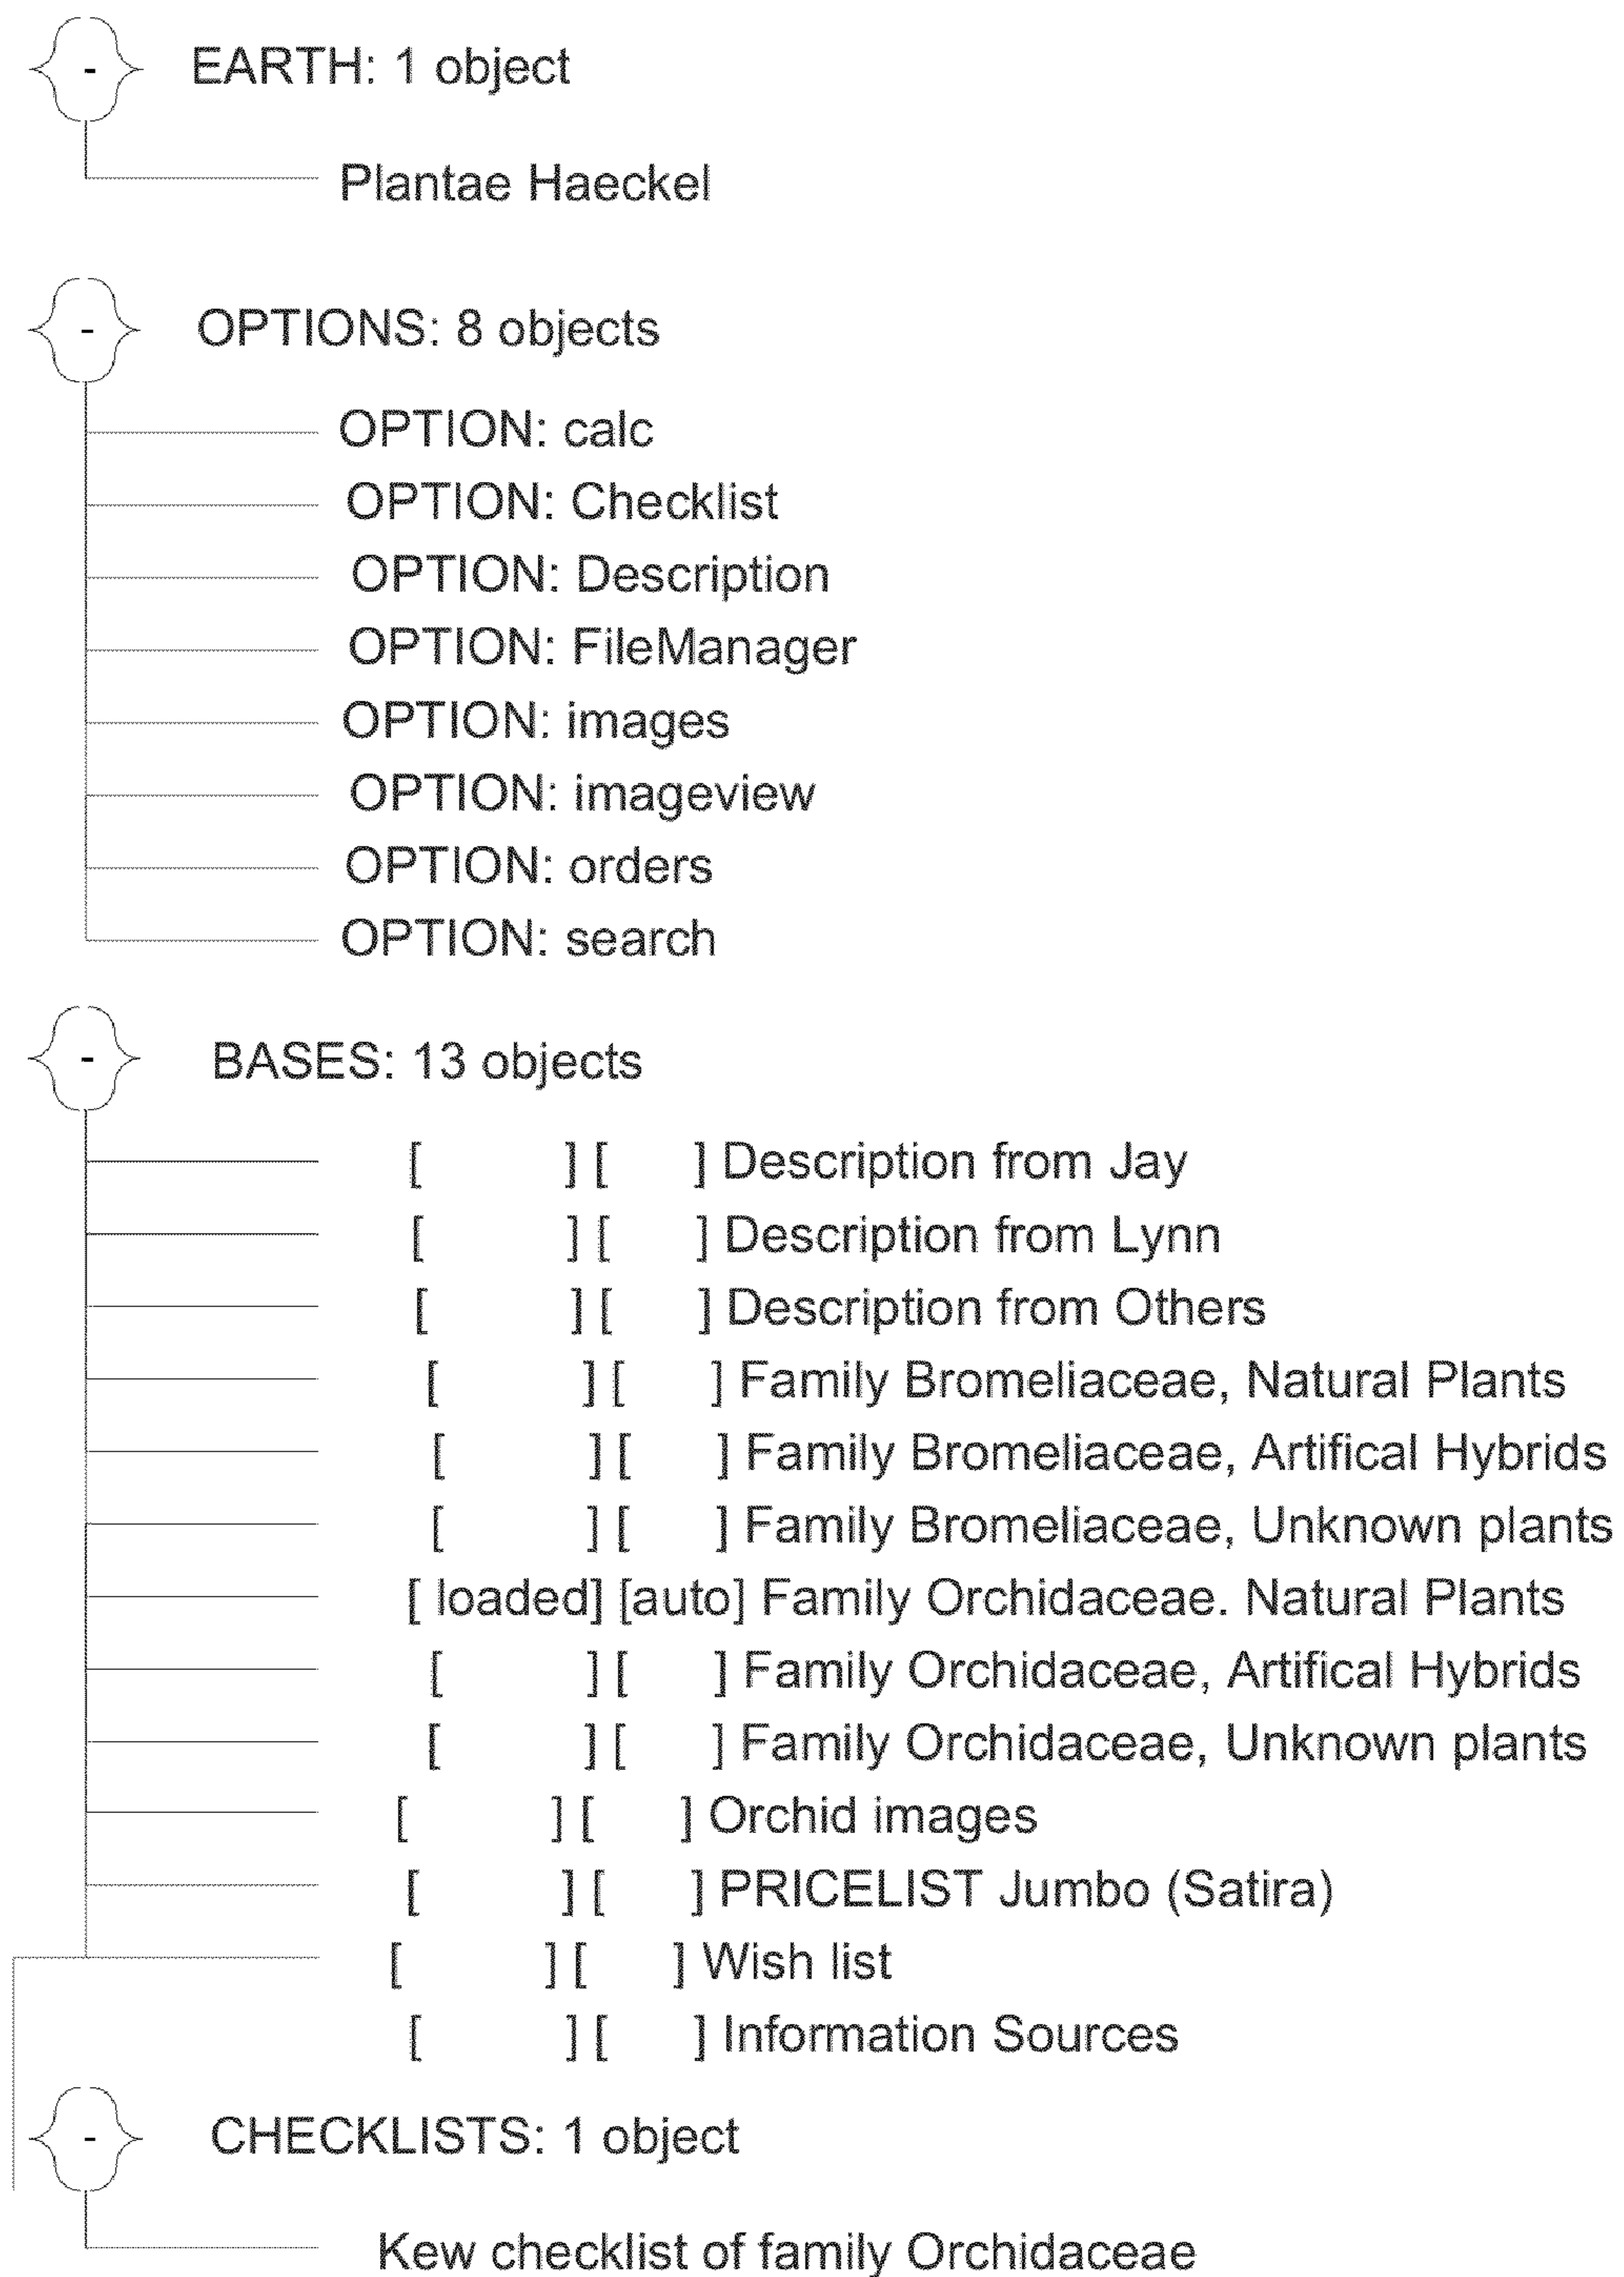 - EARTH: 1 object
Plantae Haeckel
- OPTIONS: 8 objects
OPTION: calc
OPTION: Checklist
OPTION: Description
OPTION: FileManager
OPTION: images
OPTION: imageview
OPTION: orders
OPTION: search
- BASES: 13 objects
[ ] [ ] Description from Jay
[ ] [ ] Description from Lynn
[ ] [ ] Description from Others
[ ] [ ] Family Bromeliaceae, Natural Plants
[ ] [ ] Family Bromeliaceae, Artifical Hybrids
[ ] [ ] Family Bromeliaceae, Unknown plants
[ loaded] [auto] Family Orchidaceae. Natural Plants
[ ] [ ] Family Orchidaceae, Artifical Hybrids
[ ] [ ] Family Orchidaceae, Unknown plants
[ ] [ ] Orchid images
[ ] [ ] PRICELIST Jumbo (Satira)
[ ] [ ] Wish list
[ ] [ ] Information Sources
- CHECKLISTS: 1 object
Kew checklist of family Orchidaceae